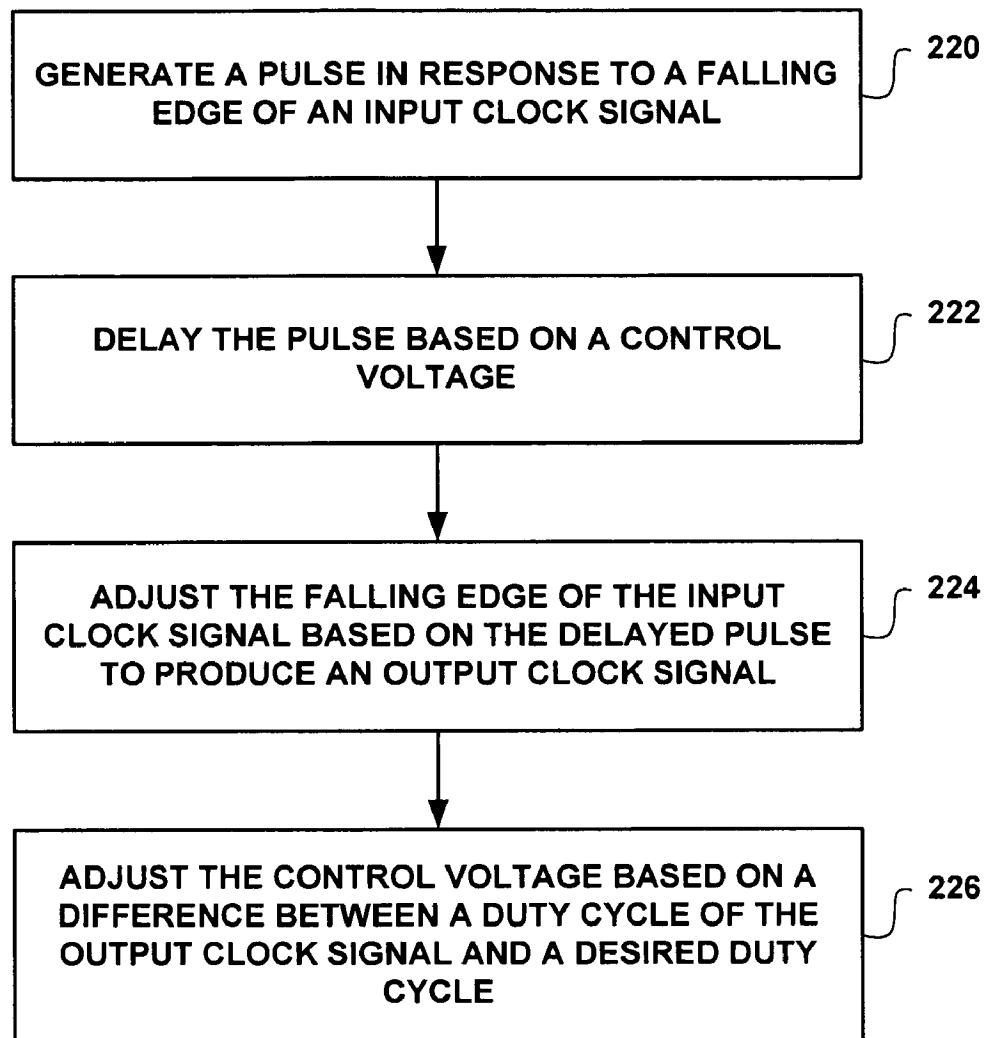 GENERATE A PULSE IN RESPONSE TO A FALLING
EDGE OF AN INPUT CLOCK SIGNAL
220
DELAY THE PULSE BASED ON A CONTROL
VOLTAGE
222
ADJUST THE FALLING EDGE OF THE INPUT
CLOCK SIGNAL BASED ON THE DELAYED PULSE
TO PRODUCE AN OUTPUT CLOCK SIGNAL
224
ADJUST THE CONTROL VOLTAGE BASED ON A
DIFFERENCE BETWEEN A DUTY CYCLE OF THE
OUTPUT CLOCK SIGNAL AND A DESIRED DUTY
CYCLE
226